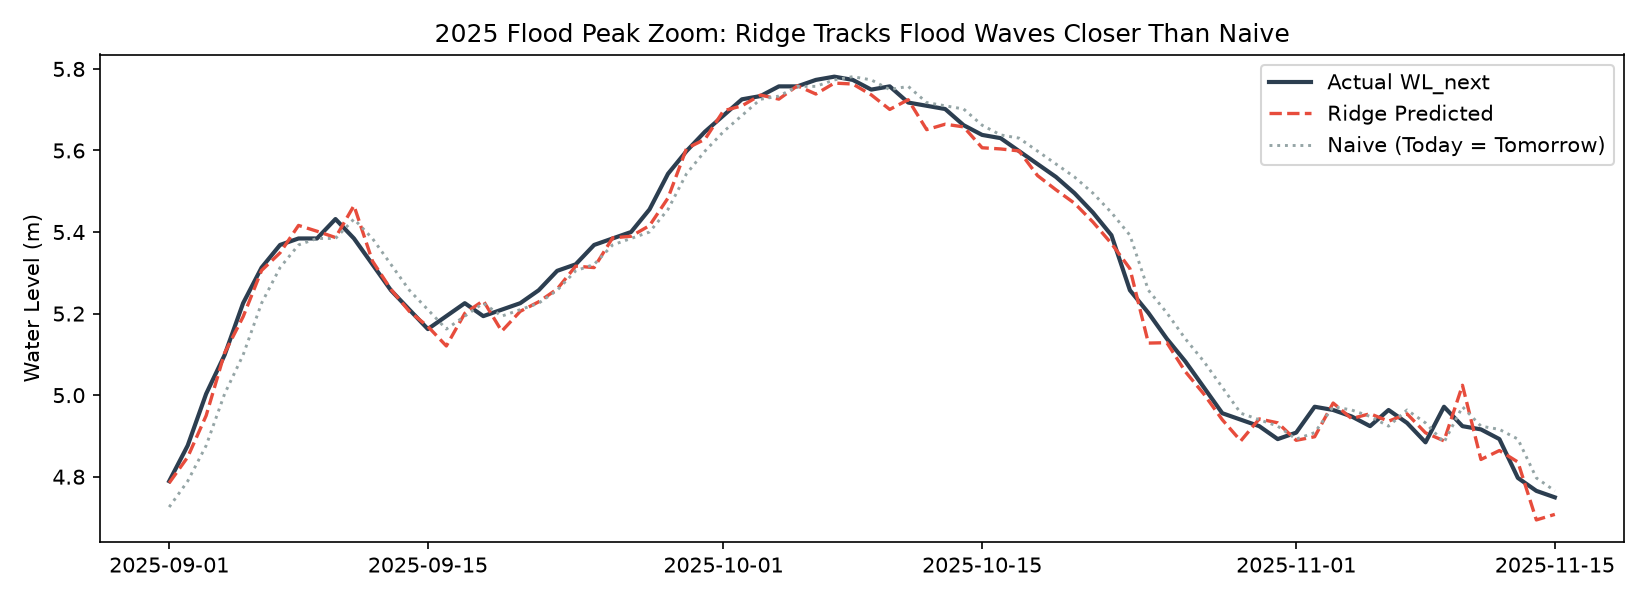 2025 Flood Peak Zoom: Ridge Tracks Flood Waves Closer Than Naive
Actual WL_next
Ridge Predicted
Naive (Today = Tomorrow)
Water Level (m)
5.8
5.6
5.4
5.2
5.0
4.8
2025-09-01
2025-09-15
2025-10-01
2025-10-15
2025-11-01
2025-11-15